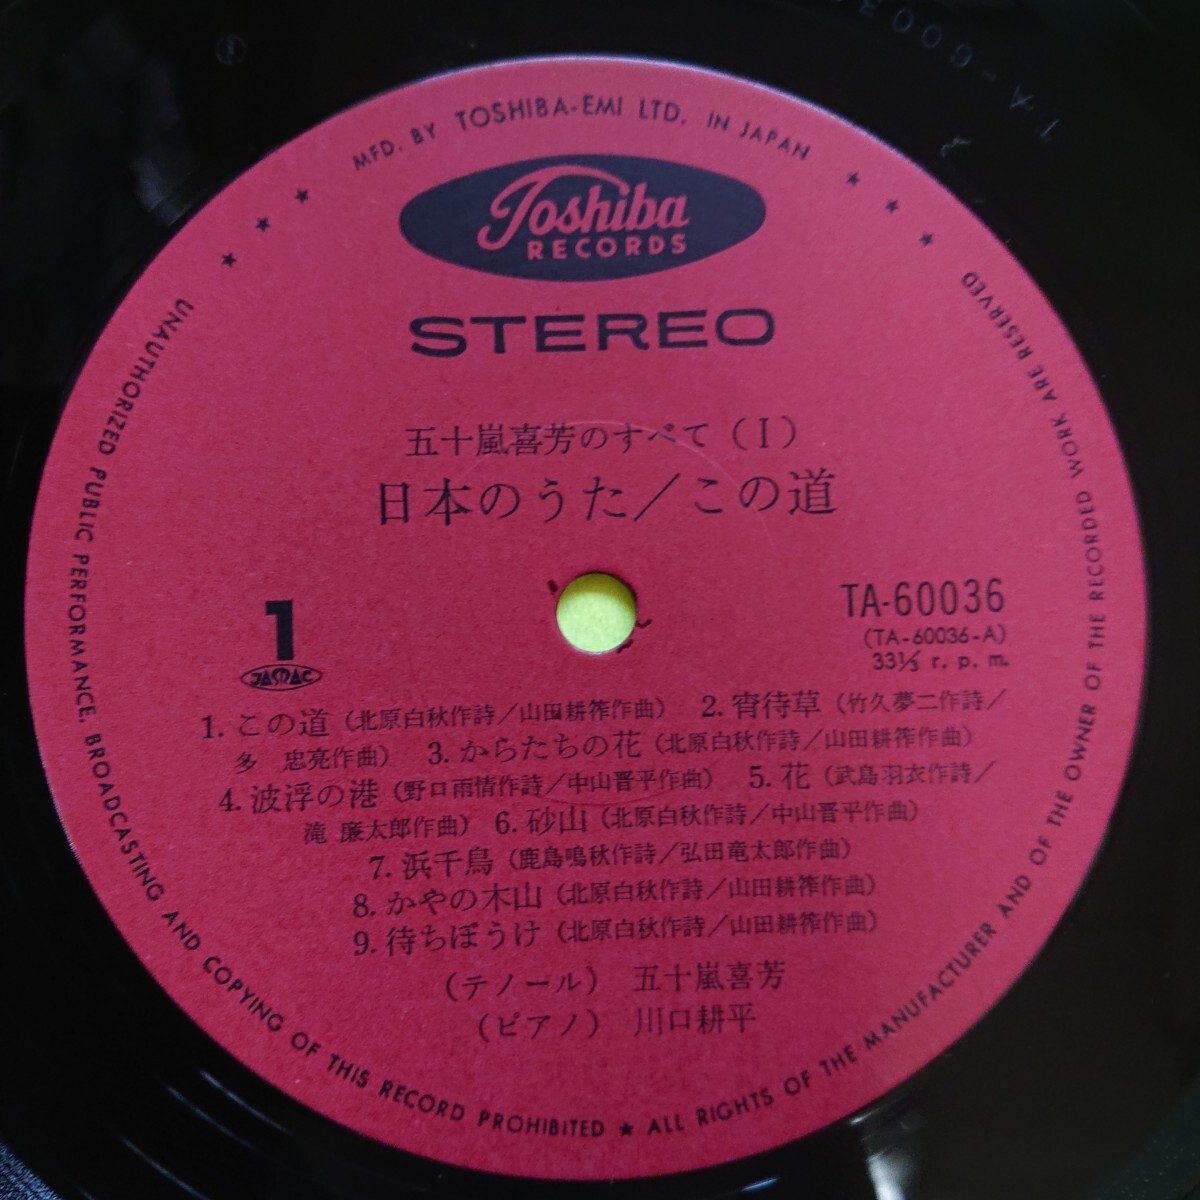 MFD. BY TOSHIBA-EMI LTD. IN JAPAN
Toshiba
RECORDS
STEREO
五十嵐喜芳のすべて(I)
日本のうた/この道
TA-60036
(TA-60036-A)
33⅓ r. p. m.
1
JASRAC
1. この道(北原白秋作詩/山田耕筰作曲) 2. 宵待草(竹久夢二作詩/
多 忠亮作曲) 3. からたちの花(北原白秋作詩/山田耕筰作曲)
4. 波浮の港(野口雨情作詩/中山晋平作曲) 5. 花(武島羽衣作詩/
滝 廉太郎作曲) 6. 砂山(北原白秋作詩/中山晋平作曲)
7. 浜千鳥(鹿島鳴秋作詩/弘田竜太郎作曲)
8. かやの木山(北原白秋作詩/山田耕筰作曲)
9. 待ちぼうけ(北原白秋作詩/山田耕筰作曲)
(テノール) 五十嵐喜芳
(ピアノ) 川口耕平
UNAUTHORIZED PUBLIC PERFORMANCE, BROADCASTING AND COPYING OF THIS RECORD PROHIBITED ★ ALL RIGHTS OF THE MANUFACTURER AND OF THE OWNER OF THE RECORDED WORK ARE RESERVED